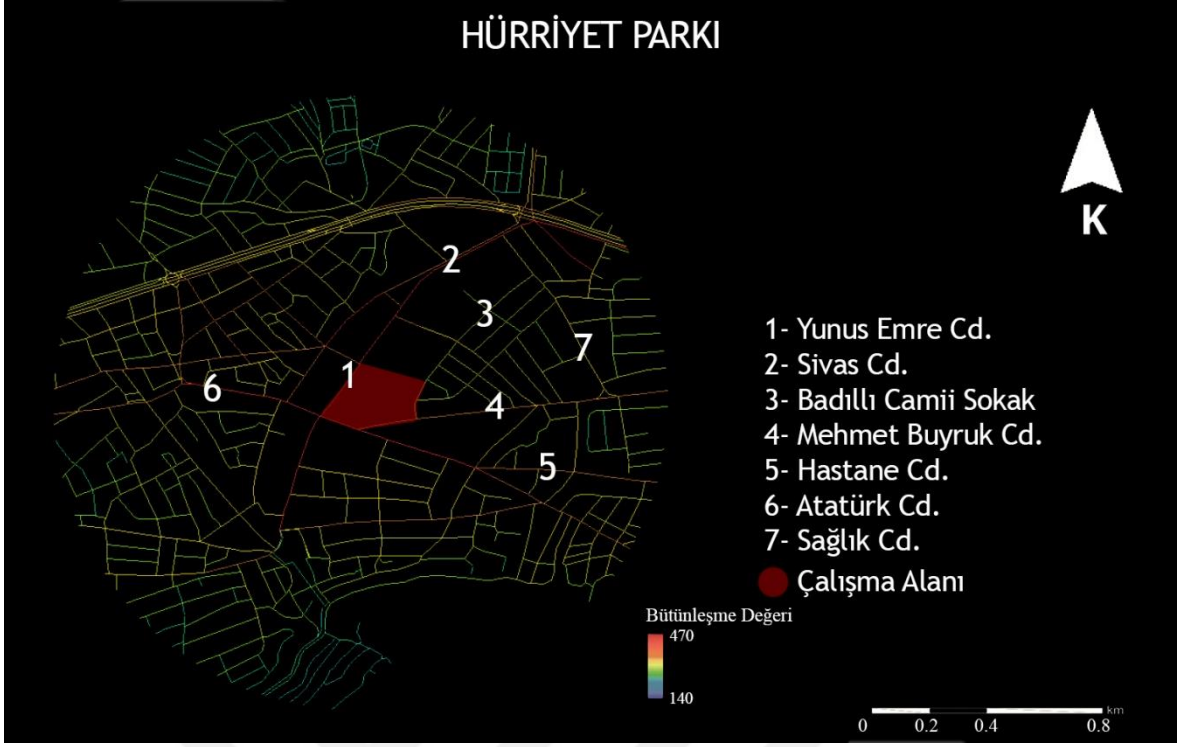 HÜRRİYET PARKI
K
2
3
7
1
6
4
5
1- Yunus Emre Cd.
2- Sivas Cd.
3- Badıllı Camii Sokak
4- Mehmet Buyruk Cd.
5- Hastane Cd.
6- Atatürk Cd.
7- Sağlık Cd.
Çalışma Alanı
Bütünleşme Değeri
470
140
km
0 0.2 0.4 0.8